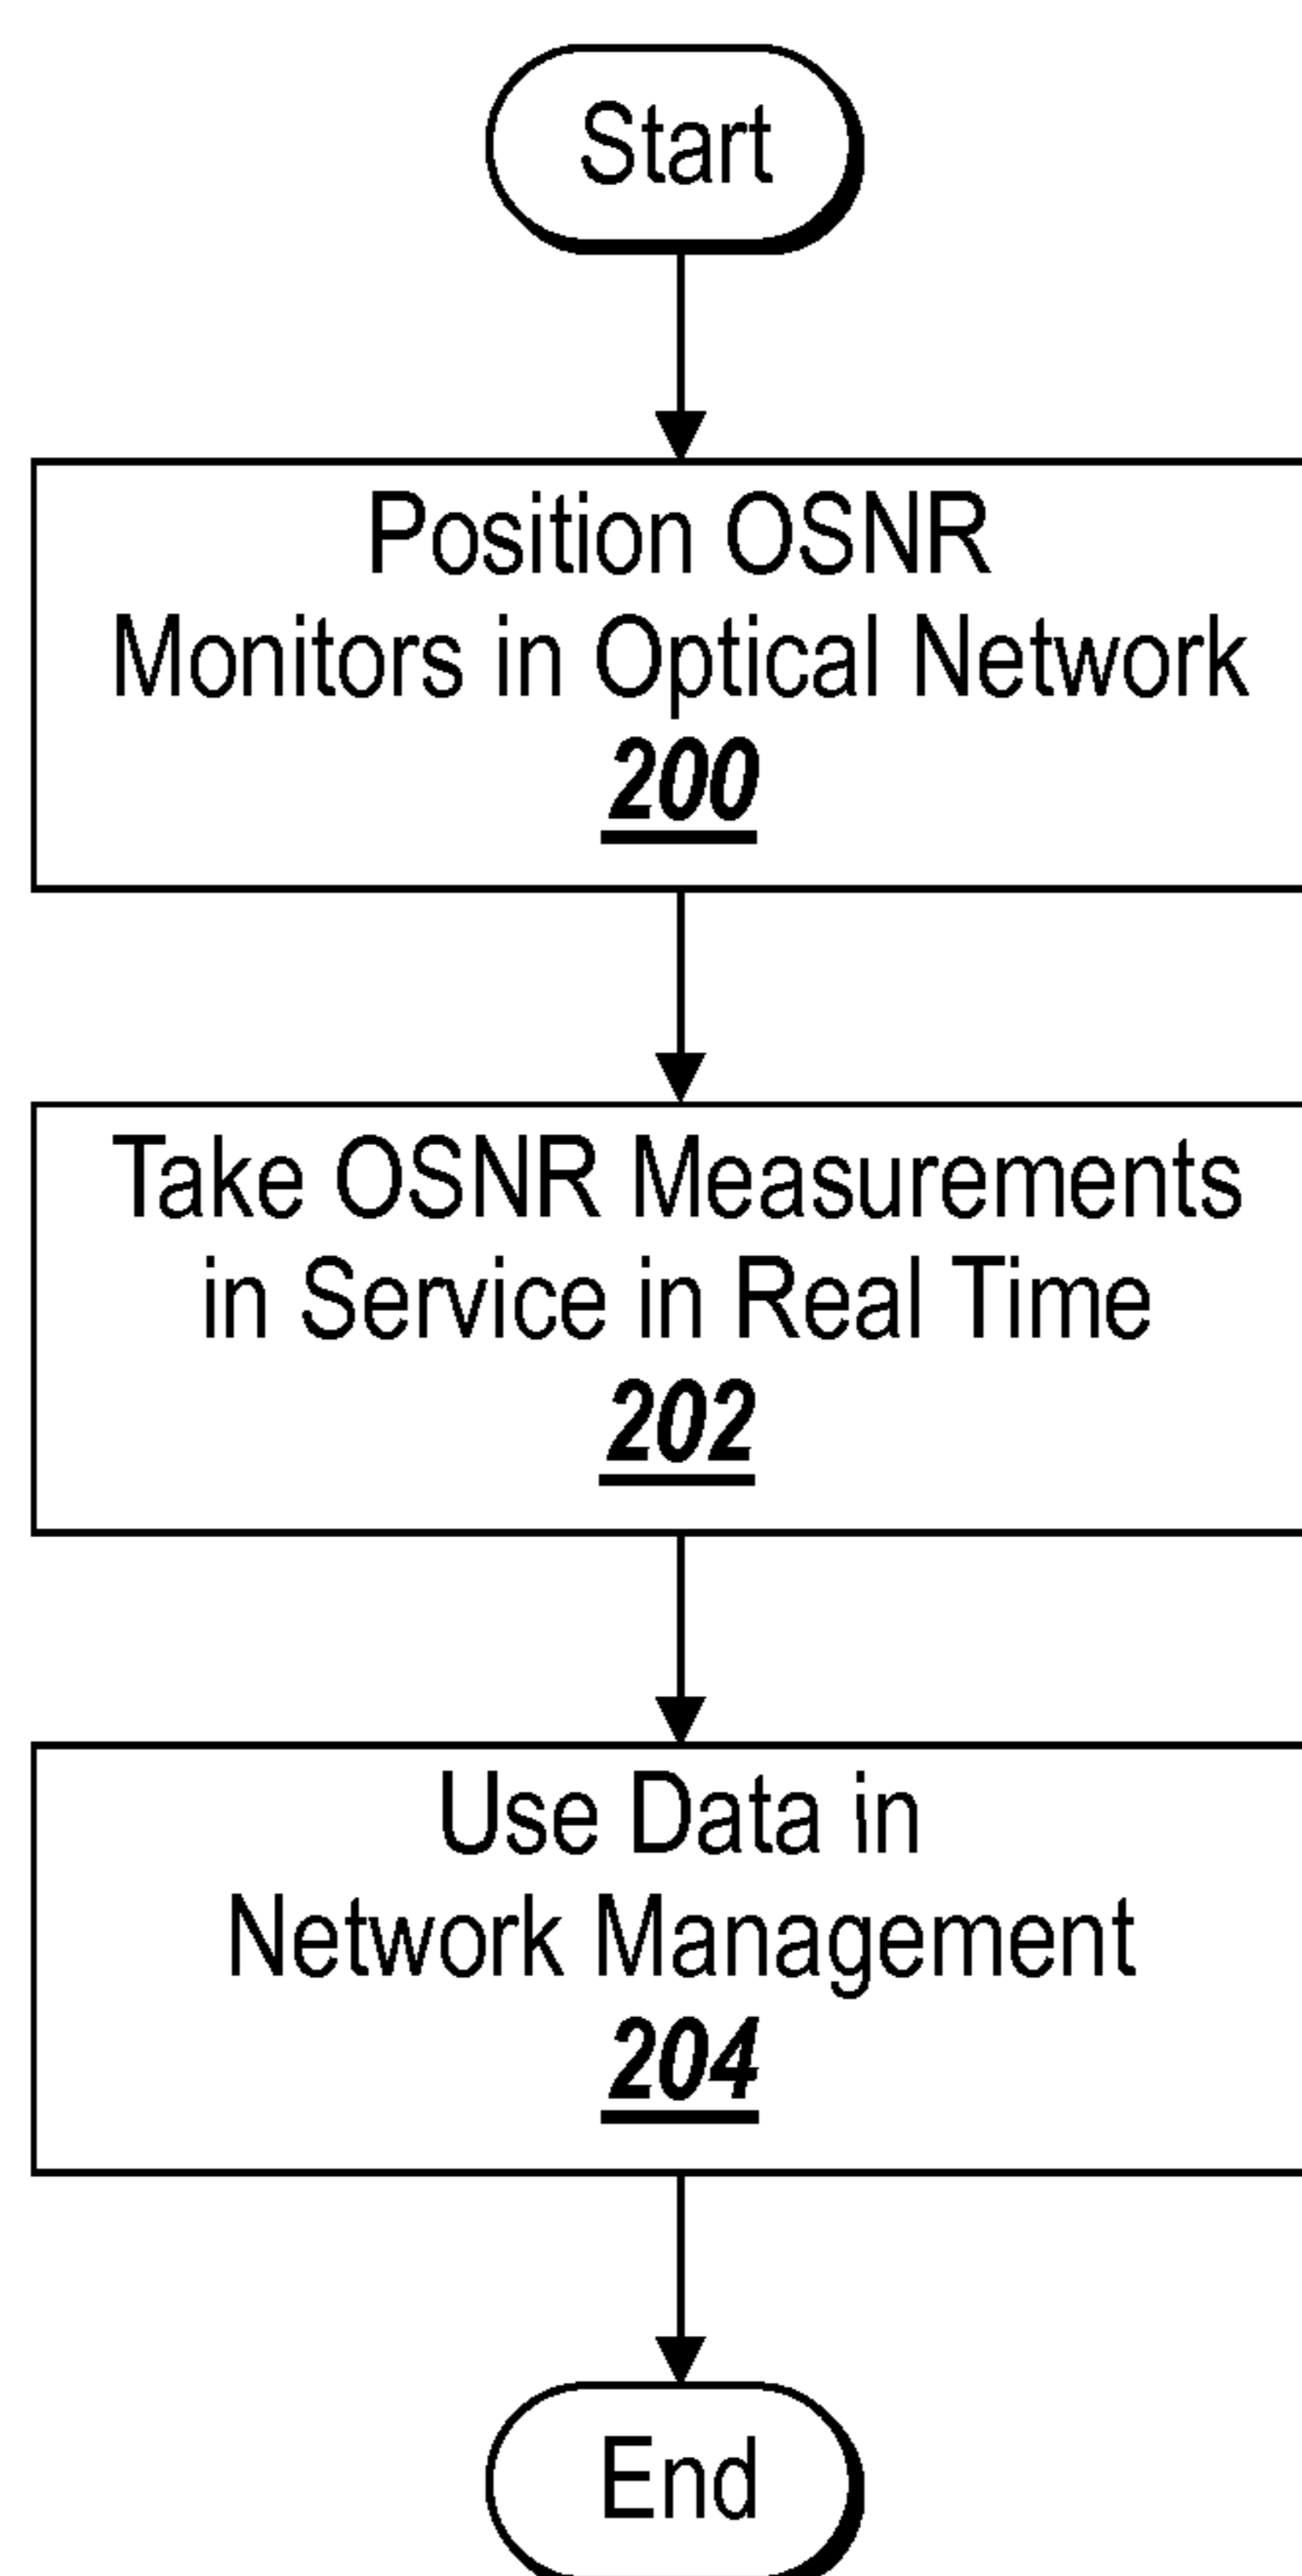 Start
Position OSNR
Monitors in Optical Network
200
Take OSNR Measurements
in Service in Real Time
202
Use Data in
Network Management
204
End